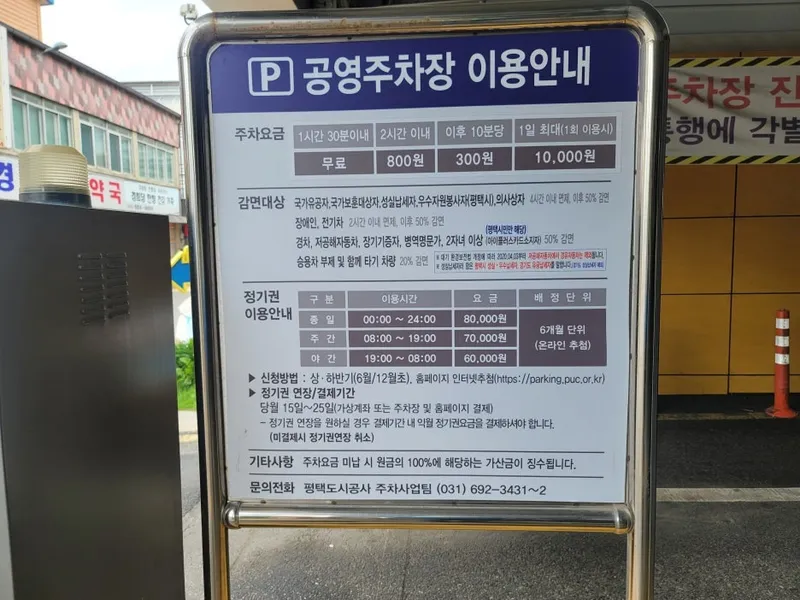 P 공영주차장 이용안내
주차요금
1시간 30분이내 2시간 이내 이후 10분당 1일 최대(1회 이용시)
무료 800원 300원 10,000원
감면대상 국가유공자,국가보훈대상자,성실납세자,우수자원봉사자(평택시),의사상자 4시간 이내 면제, 이후 50% 감면
장애인, 전기차 2시간 이내 면제, 이후 50% 감면
(평택시민만 해당)
경차, 저공해자동차, 장기기증자, 병역명문가, 2자녀 이상 (아이플러스카드소지자) 50% 감면
승용차 부제 및 함께 타기 차량 20% 감면
정기권 이용안내
구 분 이용시간 요 금 배 정 단 위
종 일 00:00 ~ 24:00 80,000원
주 간 08:00 ~ 19:00 70,000원
야 간 19:00 ~ 08:00 60,000원
6개월 단위
(온라인 추첨)
▶ 신청방법 : 상·하반기(6월/12월초), 홈페이지 인터넷추첨(https://parking.puc.or.kr)
▶ 정기권 연장/결제기간
당월 15일~25일(가상계좌 또는 주차장 및 홈페이지 결제)
- 정기권 연장을 원하실 경우 결제기간 내 익월 정기권요금을 결제하셔야 합니다.
(미결제시 정기권연장 취소)
기타사항 주차요금 미납 시 원금의 100%에 해당하는 가산금이 징수됩니다.
문의전화 평택도시공사 주차사업팀 (031) 692-3431~2
주차장 진
통행에 각별
경
약국